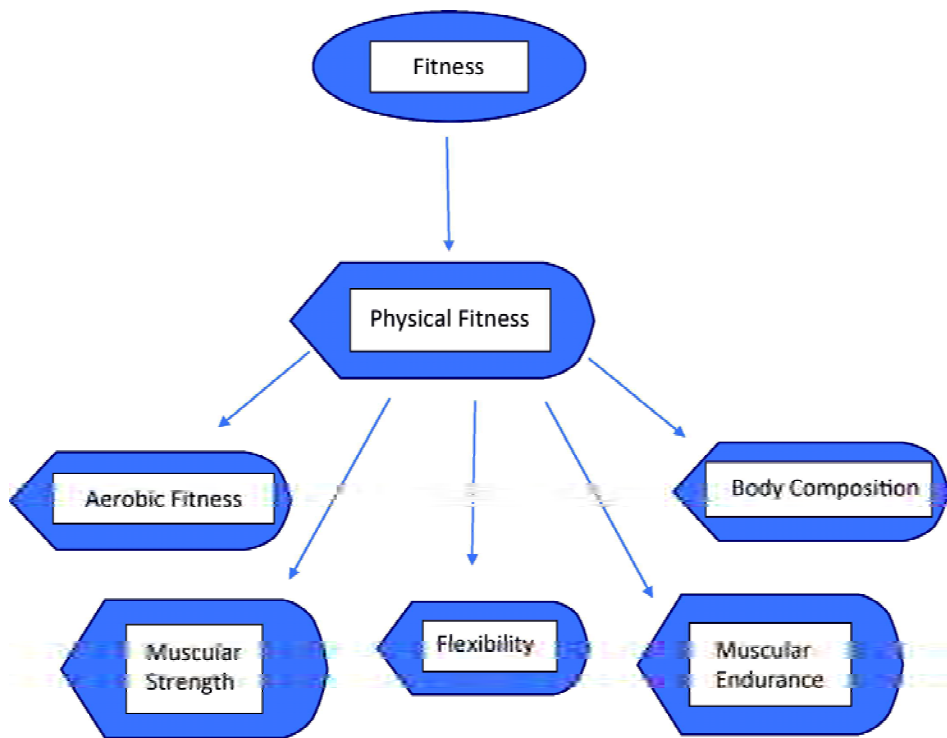 Fitness
Physical Fitness
Aerobic Fitness
Body Composition
Muscular
Strength
Flexibility
Muscular
Endurance